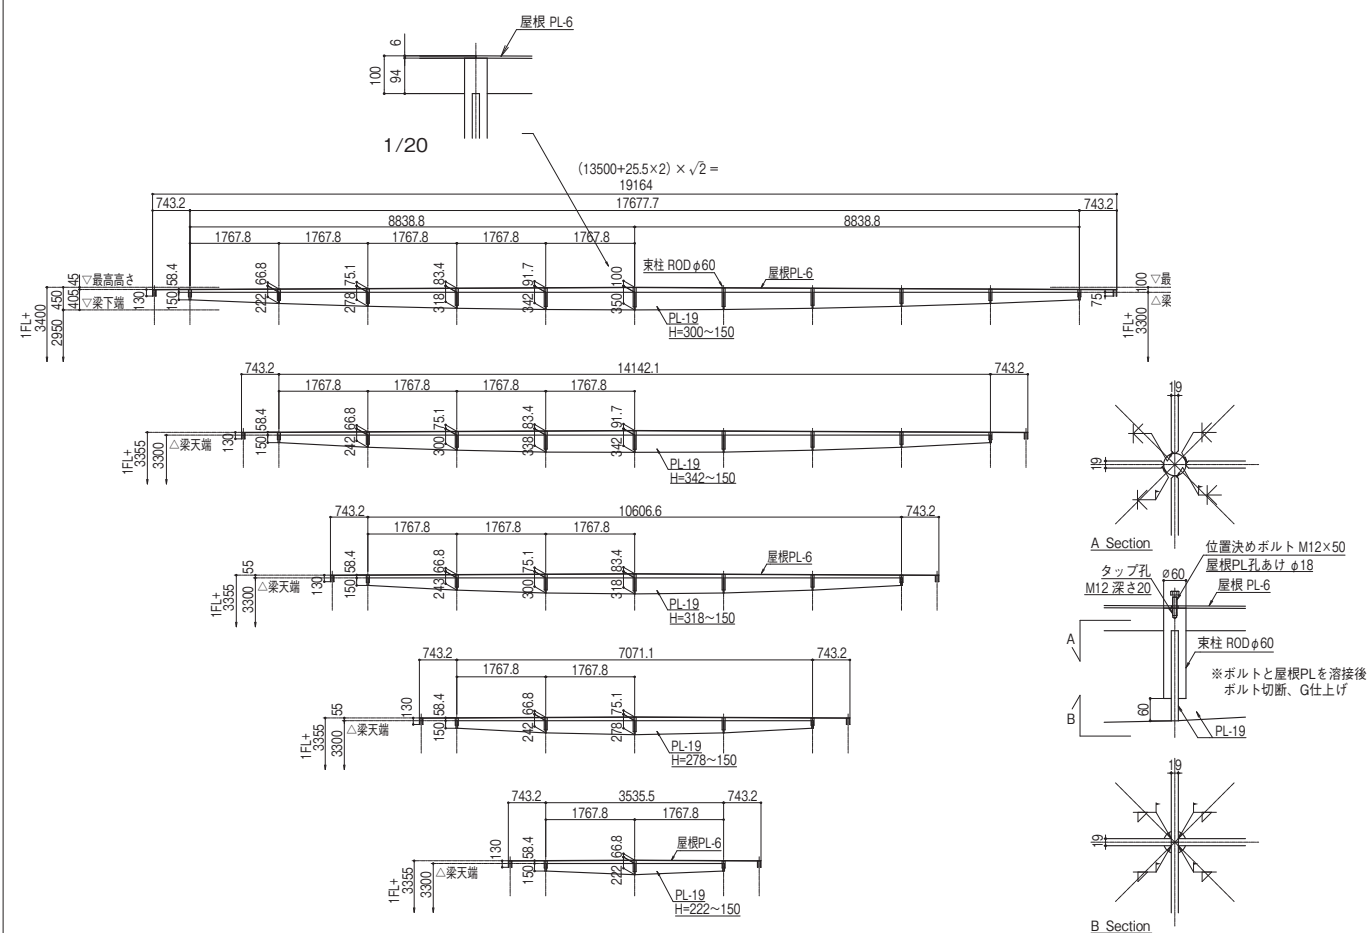 屋根 PL-6
6
94
100
1/20
(13500+25.5×2) × √2 =
19164
743.2
17677.7
743.2
8838.8
8838.8
1767.8
1767.8
1767.8
1767.8
1767.8
45
▽最高高さ
450
405
▽梁下端
130
150
58.4
222
66.8
278
75.1
318
83.4
342
91.7
350
100
束柱 RODφ60
屋根PL-6
PL-19
H=300~150
1FL+
3400
2950
100
▽最
△梁
75
1FL+
3300
743.2
14142.1
743.2
1767.8
1767.8
1767.8
1767.8
1FL+
3355
3300
△梁天端
130
150
58.4
242
66.8
300
75.1
338
83.4
342
91.7
PL-19
H=342~150
743.2
10606.6
743.2
1767.8
1767.8
1767.8
55
1FL+
3355
3300
△梁天端
130
150
58.4
243
66.8
300
75.1
318
83.4
屋根PL-6
PL-19
H=318~150
743.2
7071.1
743.2
1767.8
1767.8
55
1FL+
3355
3300
△梁天端
130
150
58.4
242
66.8
278
75.1
PL-19
H=278~150
743.2
3535.5
743.2
1767.8
1767.8
1FL+
3355
3300
△梁天端
130
150
58.4
222
66.8
屋根PL-6
PL-19
H=222~150
19
19
A Section
位置決めボルト M12×50
屋根PL孔あけ φ18
屋根 PL-6
タップ孔
M12 深さ20
ø60
A
束柱 RODφ60
※ボルトと屋根PLを溶接後
ボルト切断、G仕上げ
B
60
PL-19
19
19
B Section